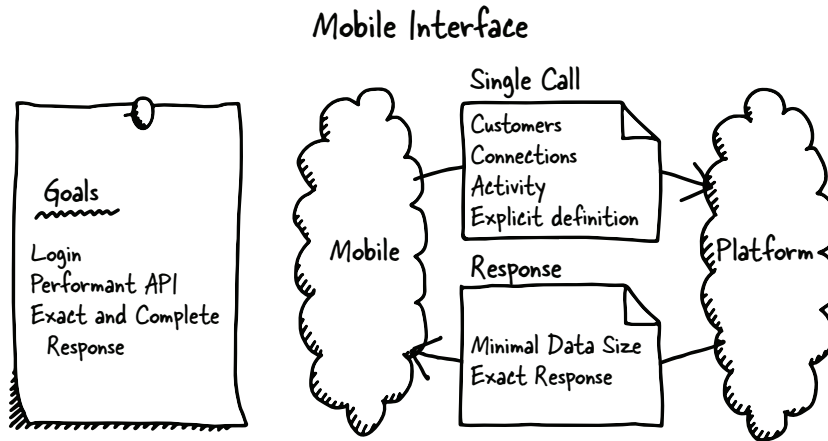 Mobile Interface
Goals
Login
Performant API
Exact and Complete
Response
Mobile
Single Call
Customers
Connections
Activity
Explicit definition
Response
Minimal Data Size
Exact Response
Platform